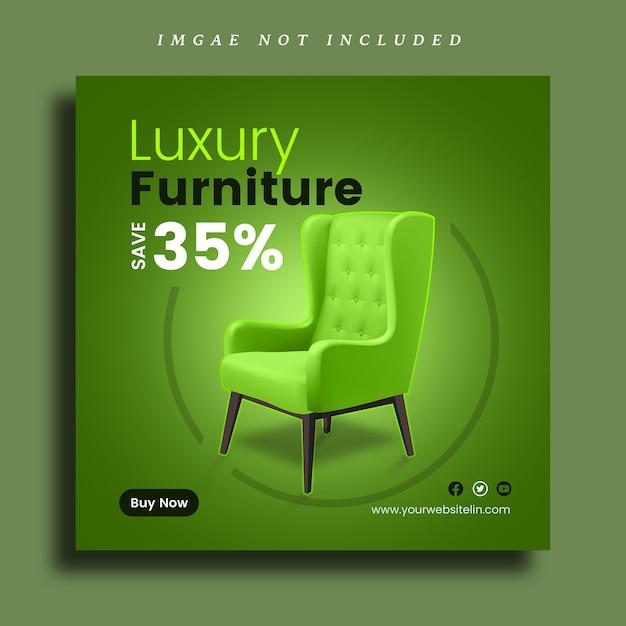 IMGAE NOT INCLUDED
Luxury
Furniture
SAVE 35%
Buy Now
www.yourwebsitelin.com